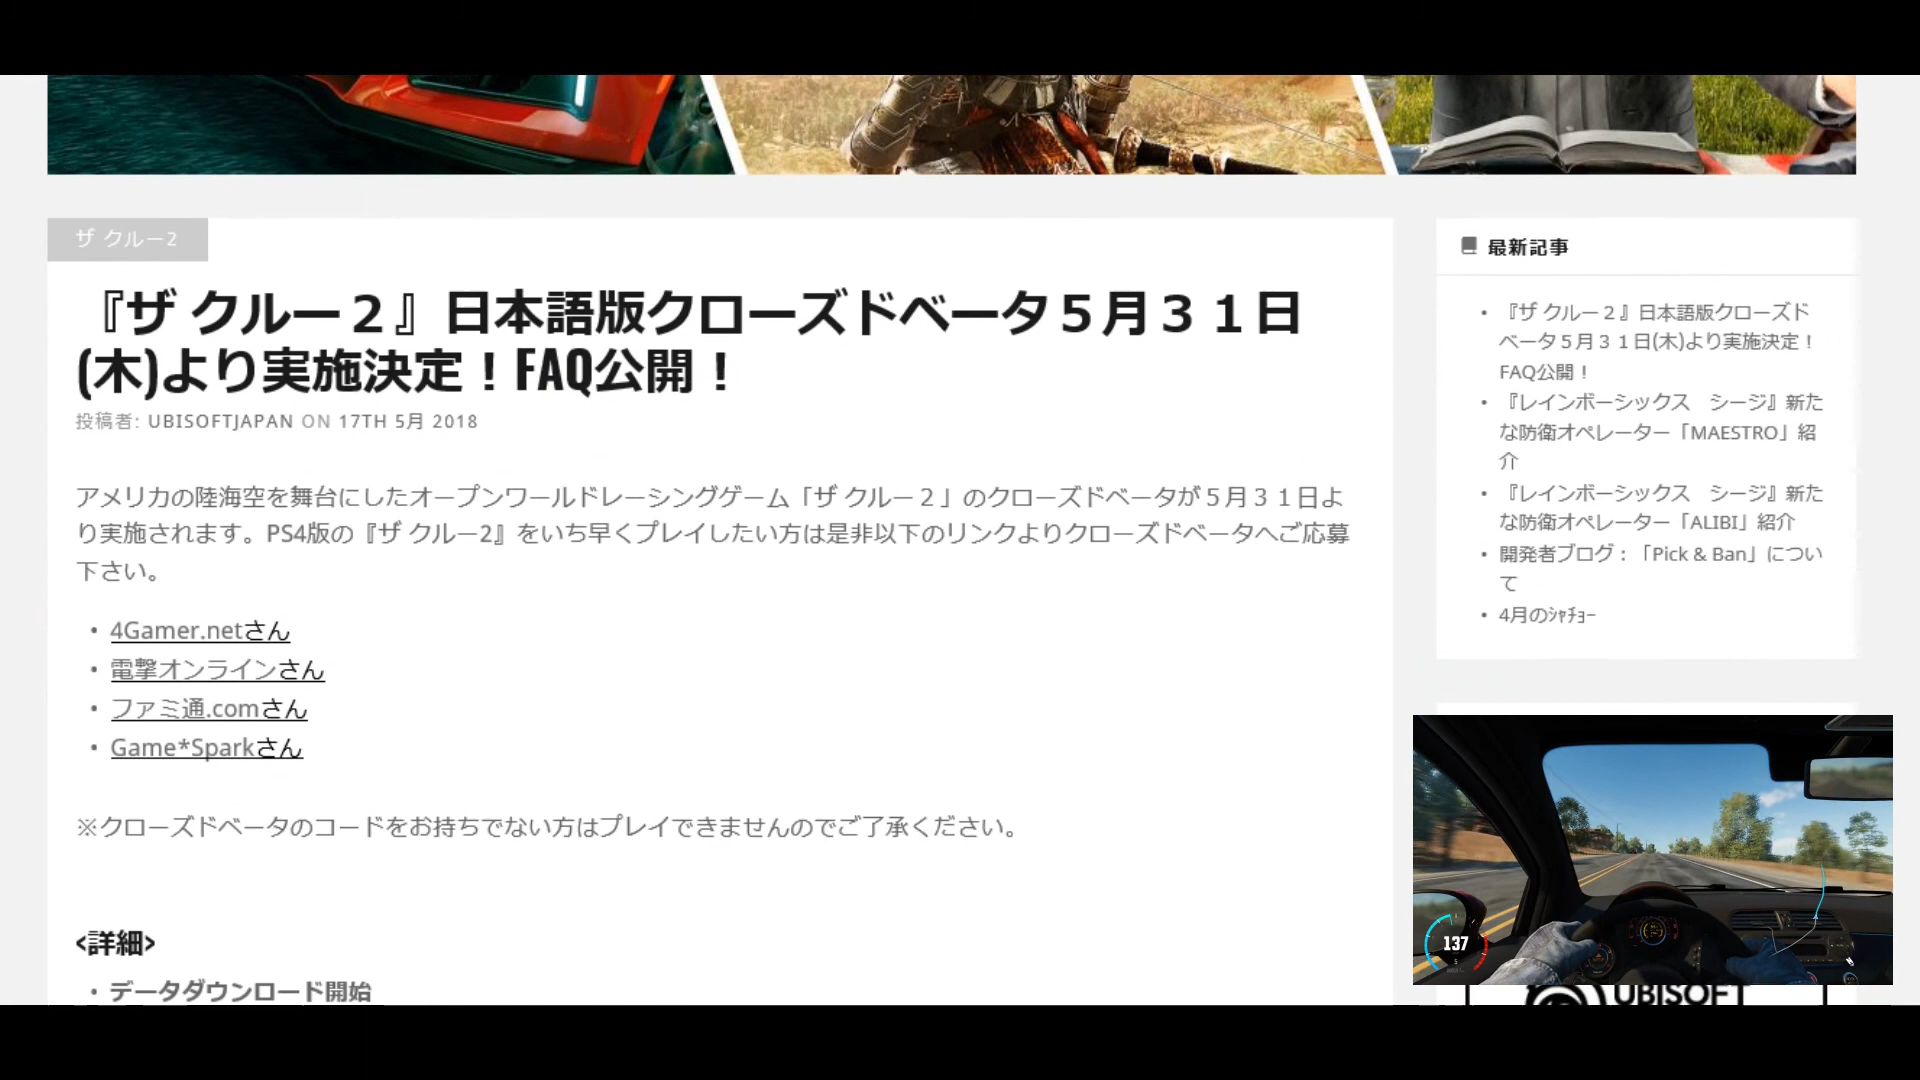 ザ クルー2
『ザ クルー２』日本語版クローズドベータ５月３１日
(木)より実施決定！FAQ公開！
投稿者: UBISOFTJAPAN ON 17TH 5月 2018
アメリカの陸海空を舞台にしたオープンワールドレーシングゲーム「ザ クルー２」のクローズドベータが５月３１日よ
り実施されます。PS4版の『ザ クルー2』をいち早くプレイしたい方は是非以下のリンクよりクローズドベータへご応募
下さい。
• 4Gamer.netさん
• 電撃オンラインさん
• ファミ通.comさん
• Game*Sparkさん
※クローズドベータのコードをお持ちでない方はプレイできませんのでご了承ください。
<詳細>
• データダウンロード開始
最新記事
• 『ザ クルー２』日本語版クローズド
ベータ５月３１日(木)より実施決定！
FAQ公開！
• 『レインボーシックス　シージ』新た
な防衛オペレーター「MAESTRO」紹
介
• 『レインボーシックス　シージ』新た
な防衛オペレーター「ALIBI」紹介
• 開発者ブログ：「Pick & Ban」につい
て
• 4月のｼｬﾁｮｰ
137
5
UBISOFT